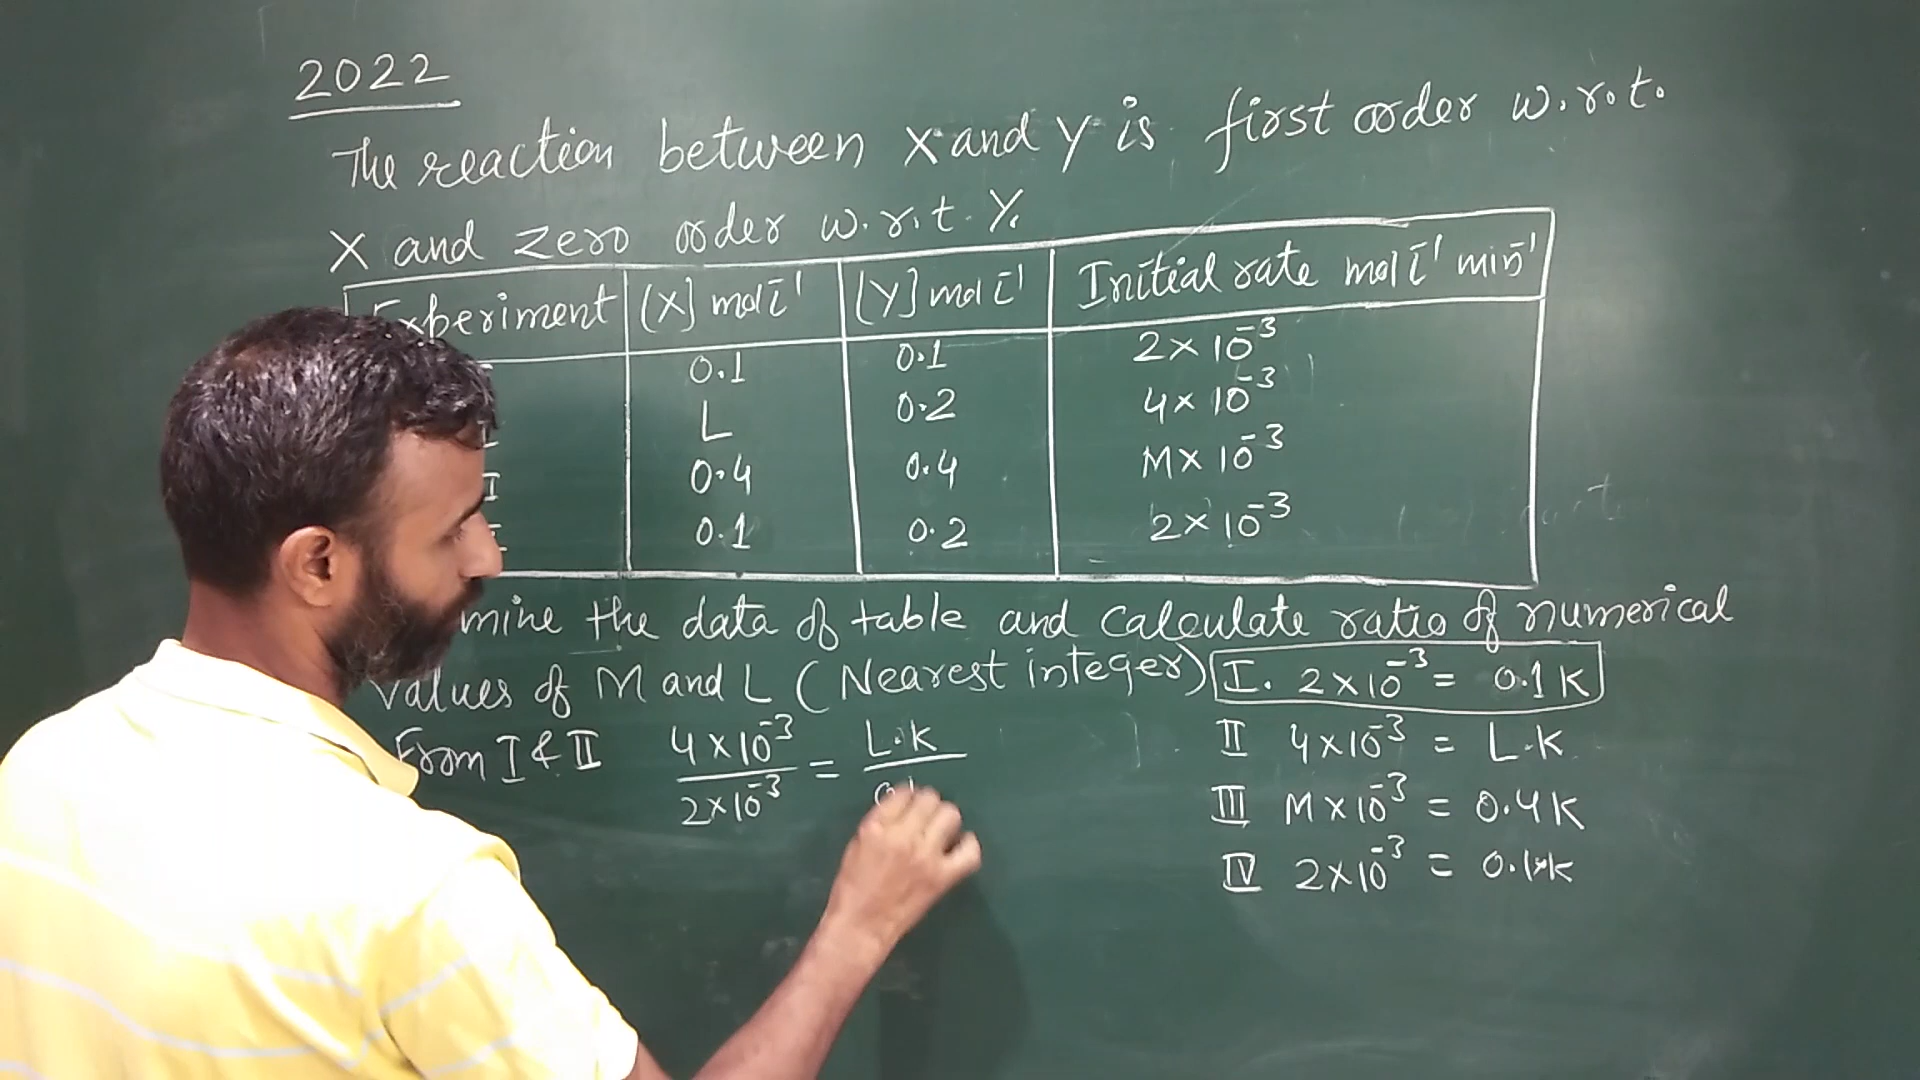 2022
The reaction between X and Y is first order w.r.t.
X and zero order w.r.t. Y.
xperiment [X] mol L⁻¹ [Y] mol L⁻¹ Initial rate mol L⁻¹ min⁻¹
0.1 0.1 2×10⁻³
L 0.2 4×10⁻³
0.4 0.4 M×10⁻³
0.1 0.2 2×10⁻³
mine the data of table and calculate ratio of numerical
values of M and L (Nearest integer)
I. 2×10⁻³ = 0.1K
From I & II 4×10⁻³/2×10⁻³ = L.K/
II 4×10⁻³ = L.K
III M×10⁻³ = 0.4K
IV 2×10⁻³ = 0.1×K